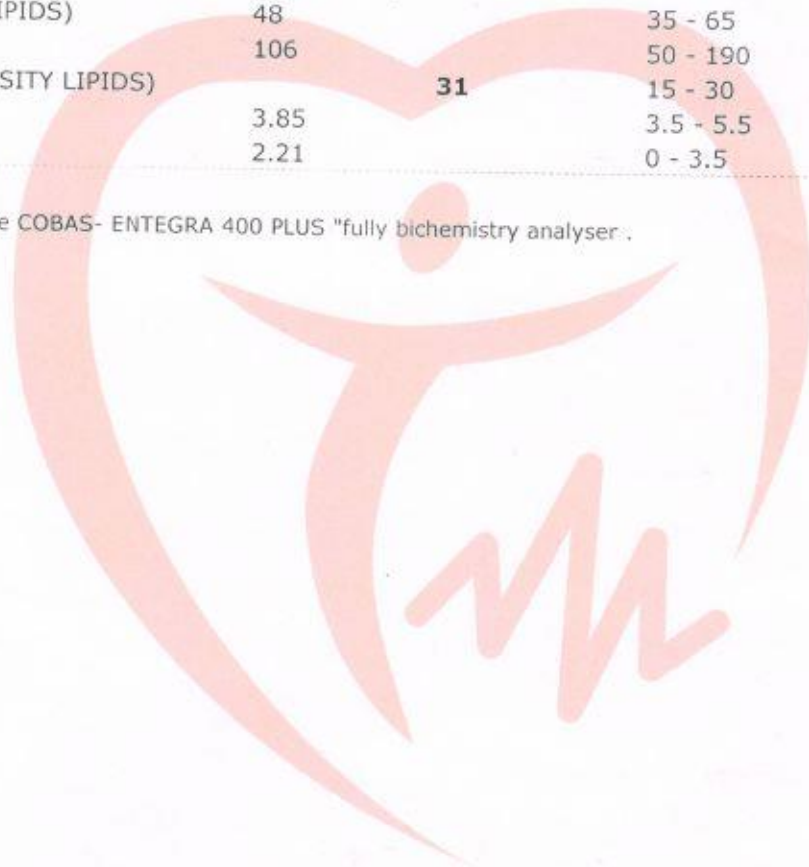 IPIDS) 48 35 - 65
106 50 - 190
SITY LIPIDS) 31 15 - 30
3.85 3.5 - 5.5
2.21 0 - 3.5
e COBAS- ENTEGRA 400 PLUS "fully bichemistry analyser .